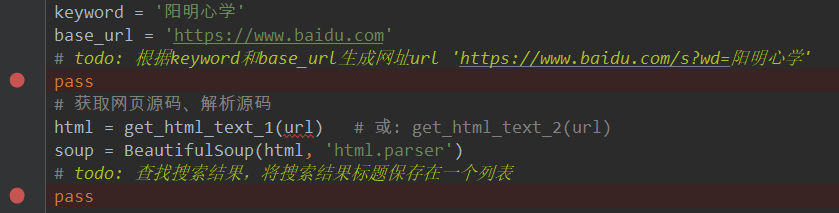 keyword = '阳明心学'
base_url = 'https://www.baidu.com'
# todo: 根据keyword和base_url生成网址url 'https://www.baidu.com/s?wd=阳明心学'
pass
# 获取网页源码、解析源码
html = get_html_text_1(url)   # 或: get_html_text_2(url)
soup = BeautifulSoup(html, 'html.parser')
# todo: 查找搜索结果，将搜索结果标题保存在一个列表
pass